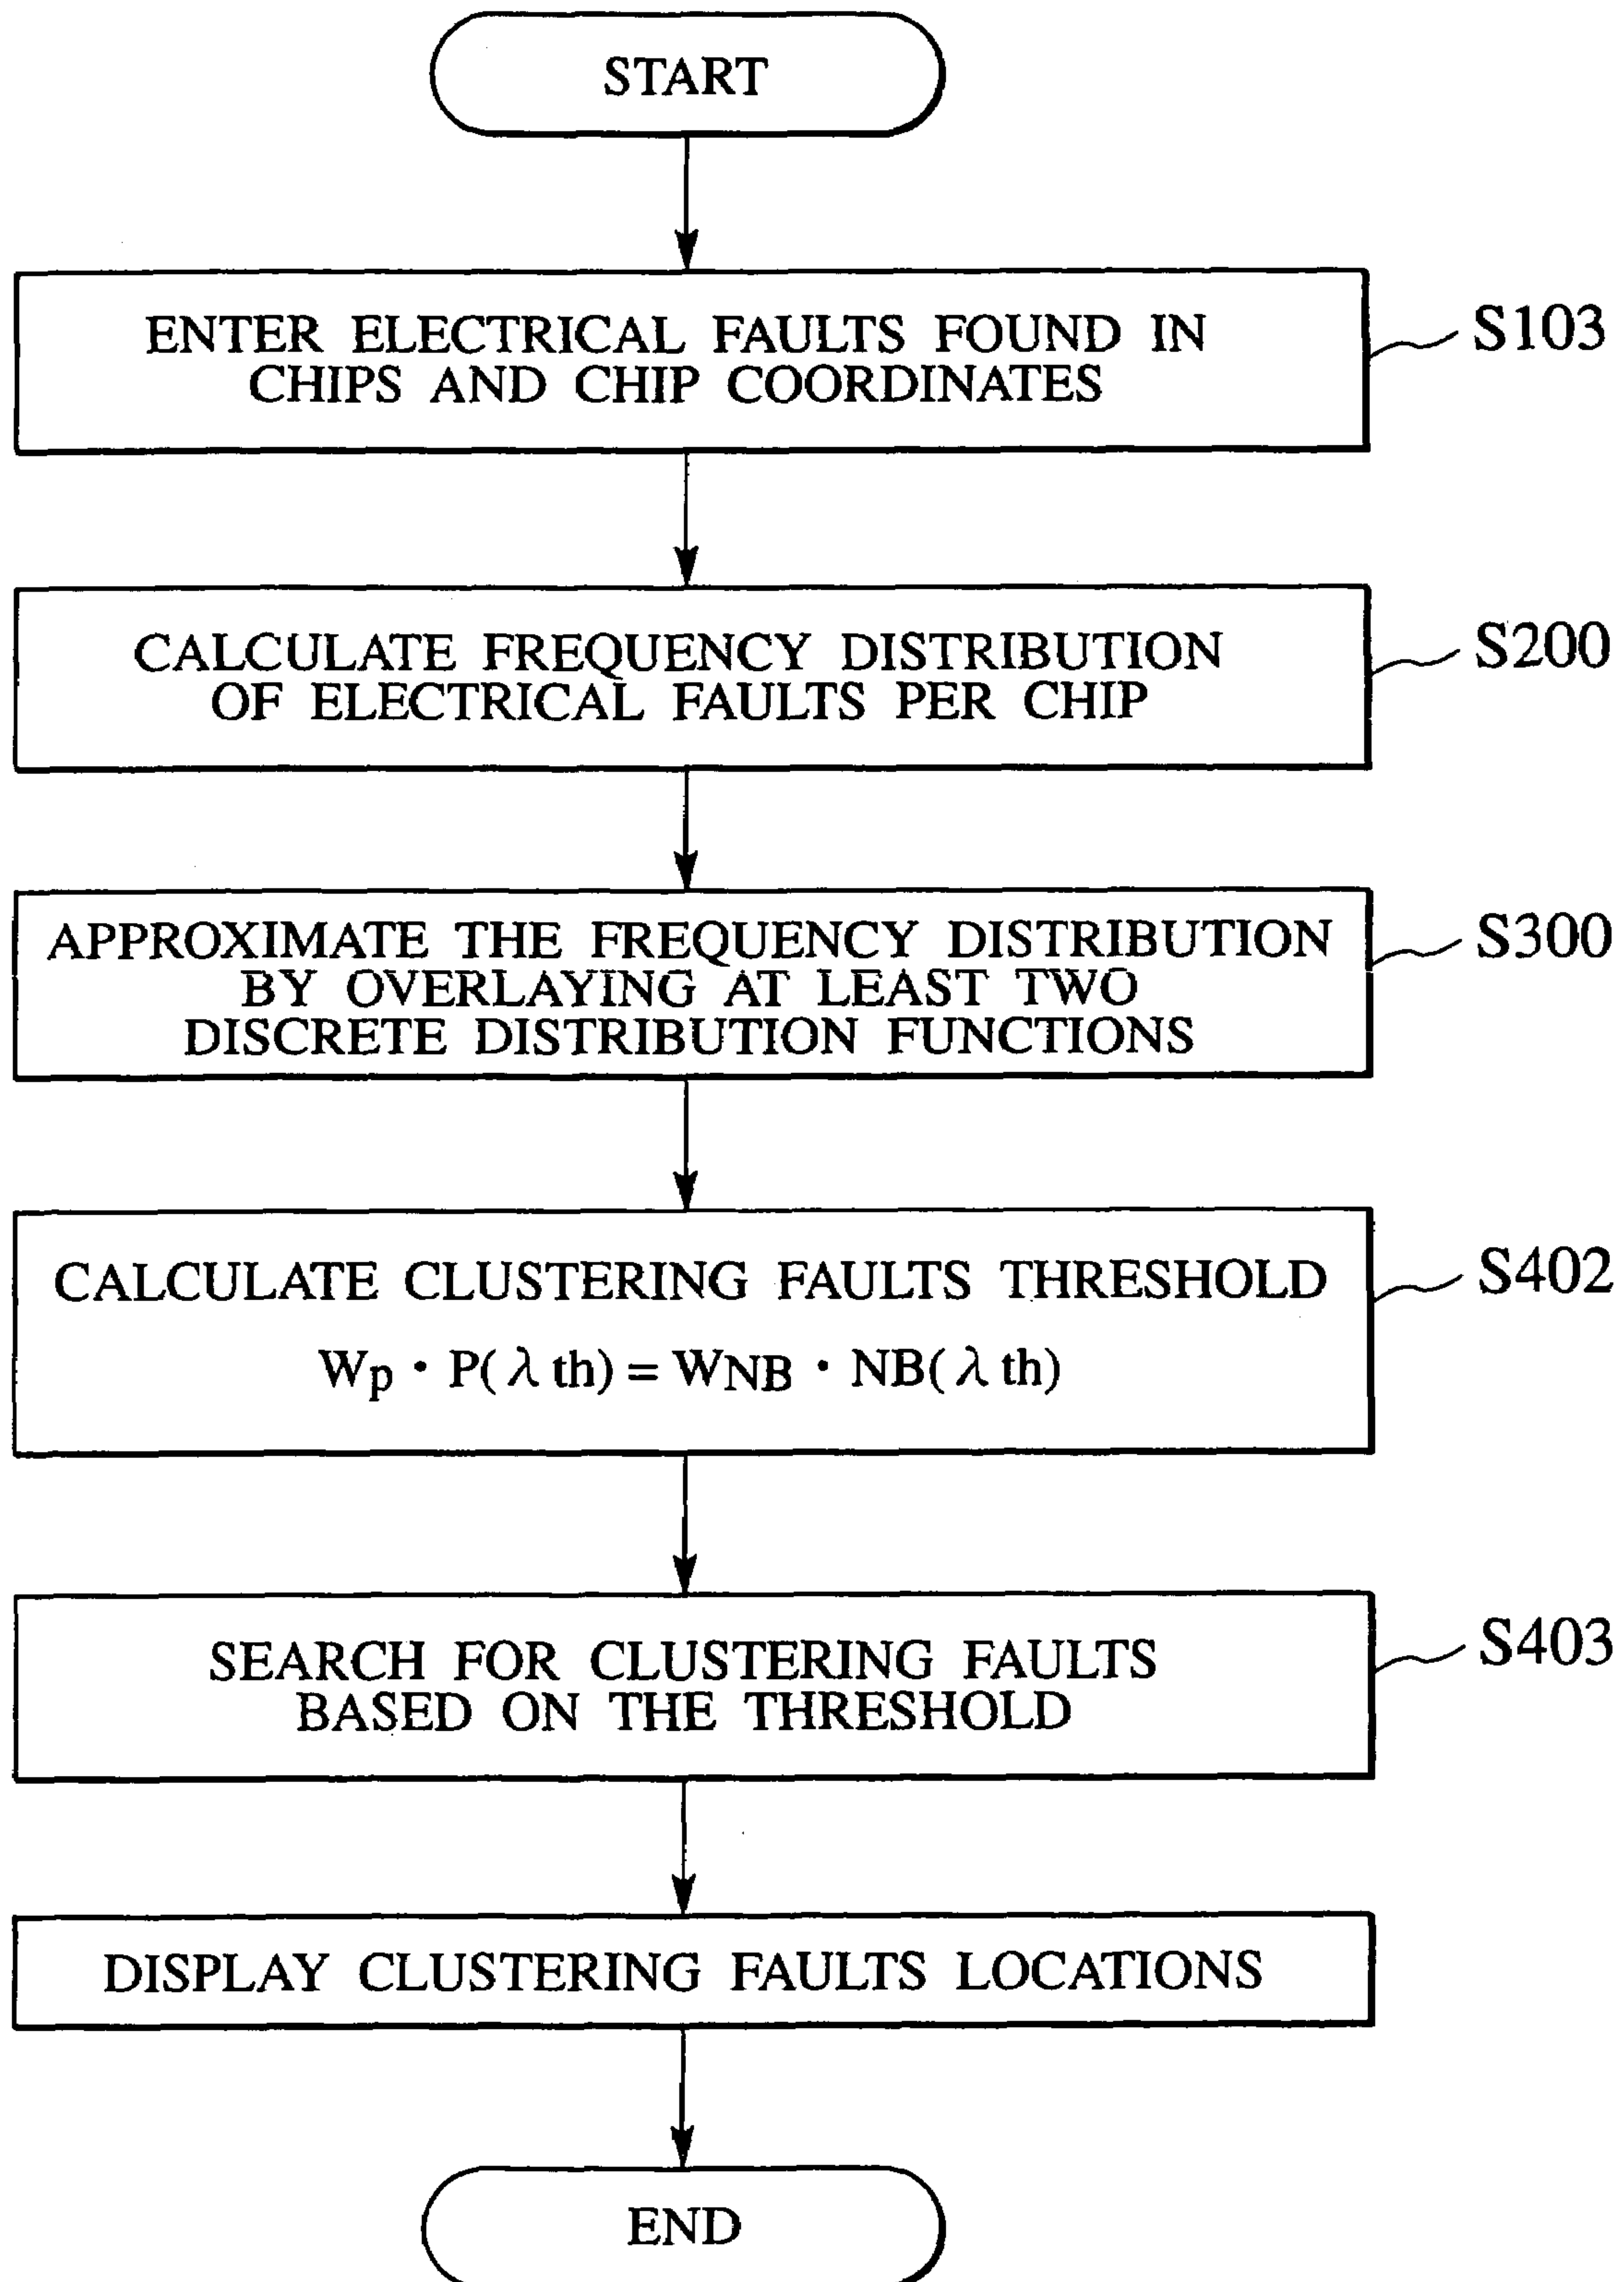 START
ENTER ELECTRICAL FAULTS FOUND IN
CHIPS AND CHIP COORDINATES
S103
CALCULATE FREQUENCY DISTRIBUTION
OF ELECTRICAL FAULTS PER CHIP
S200
APPROXIMATE THE FREQUENCY DISTRIBUTION
BY OVERLAYING AT LEAST TWO
DISCRETE DISTRIBUTION FUNCTIONS
S300
CALCULATE CLUSTERING FAULTS THRESHOLD
Wp · P(λ th) = WNB · NB(λ th)
S402
SEARCH FOR CLUSTERING FAULTS
BASED ON THE THRESHOLD
S403
DISPLAY CLUSTERING FAULTS LOCATIONS
END